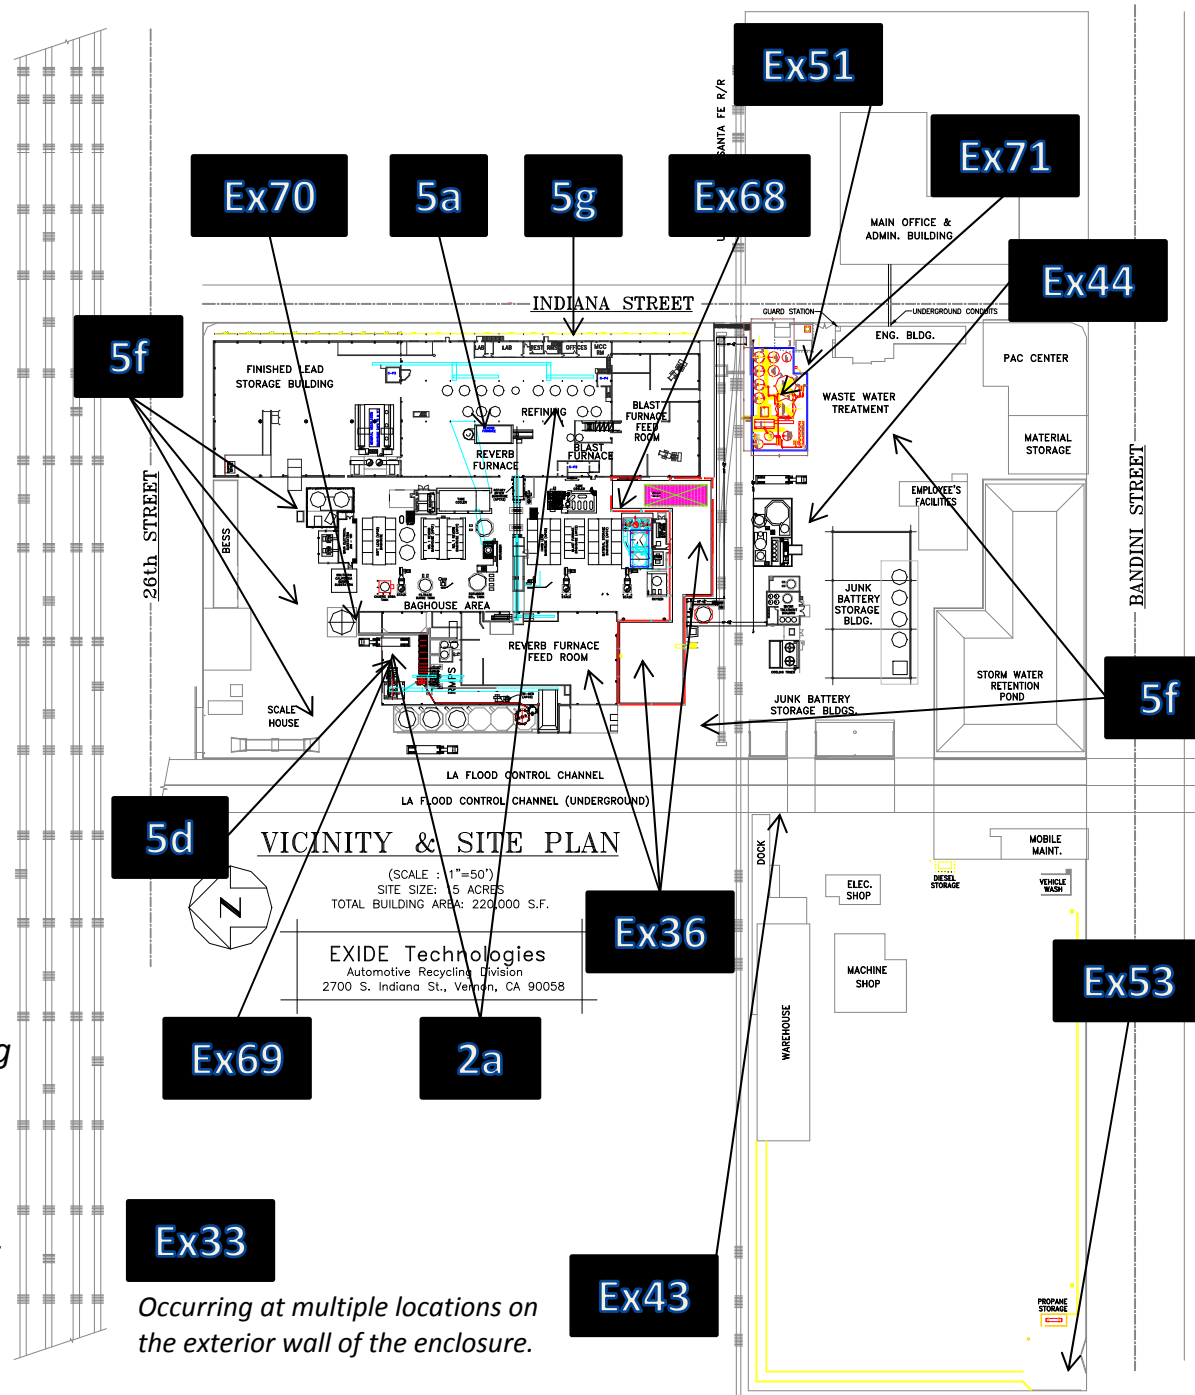 Ex51
SANTA FE R/R
Ex71
Ex70
5a
5g
Ex68
MAIN OFFICE &
ADMIN. BUILDING
Ex44
INDIANA STREET
GUARD STATION
UNDERGROUND CONDUITS
ENG. BLDG.
5f
LAB
LAB
REST
RMS
OFFICES
MCC
RM
PAC CENTER
FINISHED LEAD
STORAGE BUILDING
REFINING
BLAST
FURNACE
FEED
ROOM
WASTE WATER
TREATMENT
REVERB
FURNACE
BLAST
FURNACE
MATERIAL
STORAGE
26th STREET
BESS
EMPLOYEE'S
FACILITIES
BANDINI STREET
BAGHOUSE AREA
JUNK
BATTERY
STORAGE
BLDG.
REVERB FURNACE
FEED ROOM
RMPS
STORM WATER
RETENTION
POND
5f
SCALE
HOUSE
JUNK BATTERY
STORAGE BLDGS.
LA FLOOD CONTROL CHANNEL
LA FLOOD CONTROL CHANNEL (UNDERGROUND)
5d
VICINITY & SITE PLAN
(SCALE : 1"=50')
SITE SIZE: 15 ACRES
TOTAL BUILDING AREA: 220,000 S.F.
N
DOCK
MOBILE
MAINT.
ELEC.
SHOP
DIESEL
STORAGE
VEHICLE
WASH
Ex36
EXIDE Technologies
Automotive Recycling Division
2700 S. Indiana St., Vernon, CA 90058
MACHINE
SHOP
Ex53
WAREHOUSE
Ex69
2a
g
Ex33
Ex43
Occurring at multiple locations on
the exterior wall of the enclosure.
PROPANE
STORAGE